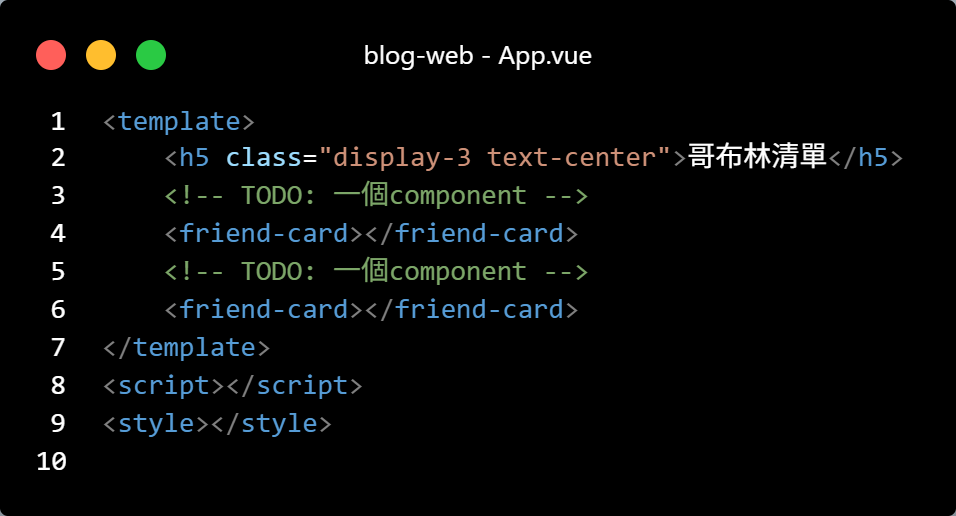 blog-web - App.vue
1 <template>
2 <h5 class="display-3 text-center">哥布林清單</h5>
3 <!-- TODO: 一個component -->
4 <friend-card></friend-card>
5 <!-- TODO: 一個component -->
6 <friend-card></friend-card>
7 </template>
8 <script></script>
9 <style></style>
10